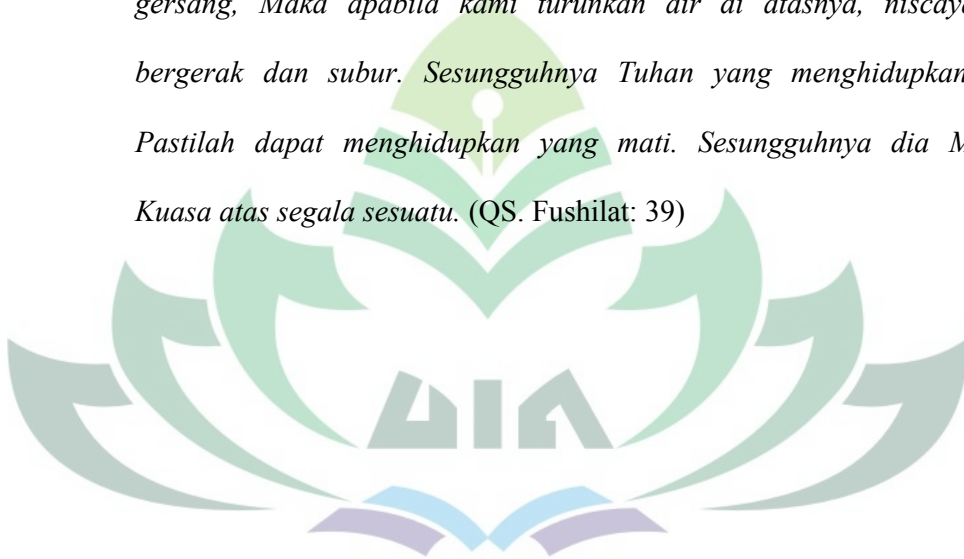 gersang, Maka apabila kami turunkan air di atasnya, niscaya
bergerak dan subur. Sesungguhnya Tuhan yang menghidupkan
Pastilah dapat menghidupkan yang mati. Sesungguhnya dia M
Kuasa atas segala sesuatu. (QS. Fushilat: 39)
UIN